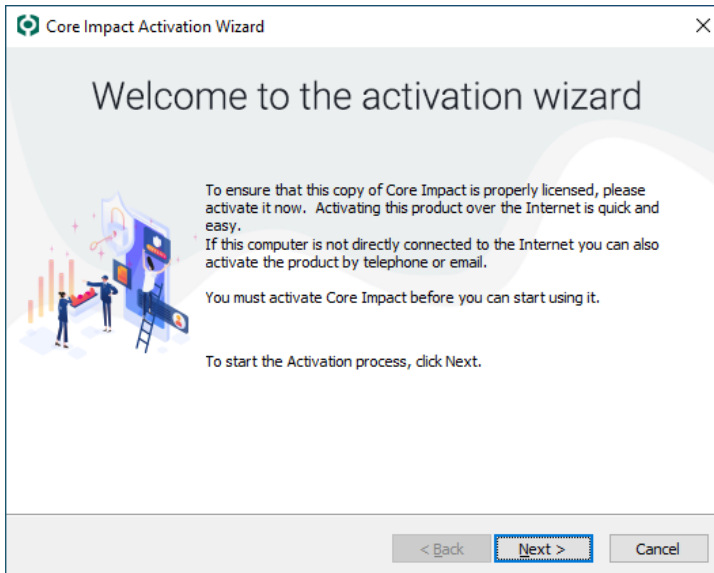 Core Impact Activation Wizard
Welcome to the activation wizard
To ensure that this copy of Core Impact is properly licensed, please
activate it now.  Activating this product over the Internet is quick and
easy.
If this computer is not directly connected to the Internet you can also
activate the product by telephone or email.
You must activate Core Impact before you can start using it.
To start the Activation process, click Next.
< Back
Next >
Cancel